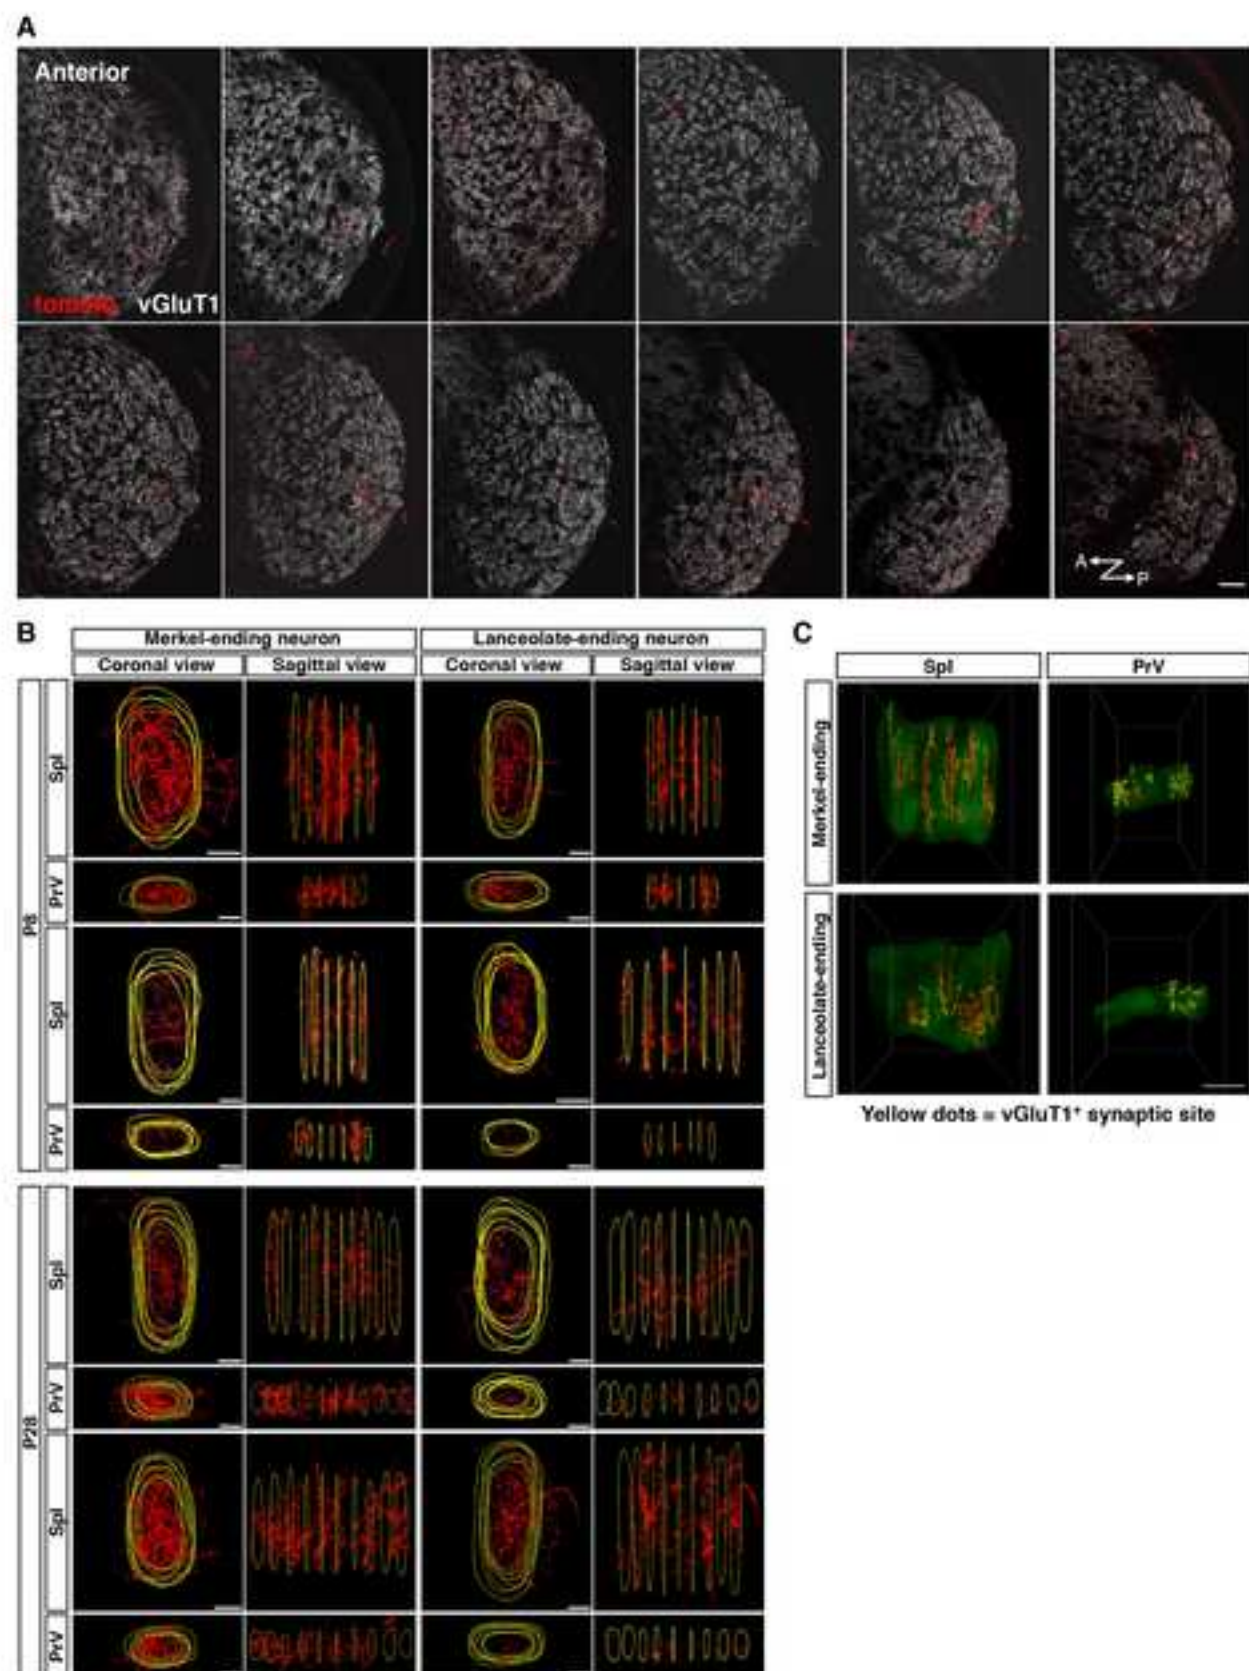 A
Anterior
tomato vGluT1
A P
B
Merkel-ending neuron Lanceolate-ending neuron
Coronal view Sagittal view Coronal view Sagittal view
P8
SpI
PrV
SpI
PrV
P28
SpI
PrV
SpI
PrV
C
SpI PrV
Merkel-ending
Lanceolate-ending
Yellow dots = vGluT1⁺ synaptic site